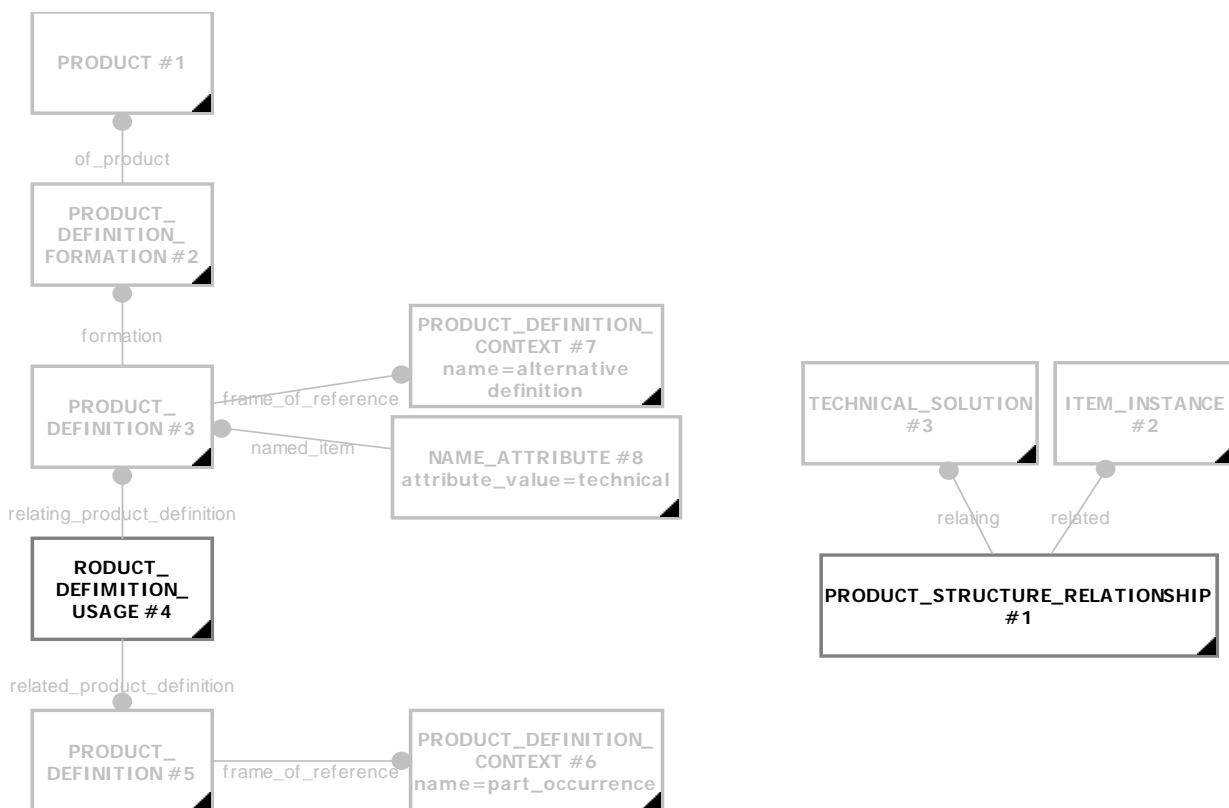 PRODUCT #1
of_product
PRODUCT_
DEFINITION_
FORMATION #2
formation
PRODUCT_DEFINITION_
CONTEXT #7
name=alternative
definition
PRODUCT_
DEFINITION #3
frame_of_reference
named_item
NAME_ATTRIBUTE #8
attribute_value=technical
relating_product_definition
RODUCT_
DEFIMITION_
USAGE #4
related_product_definition
PRODUCT_
DEFINITION #5
frame_of_reference
PRODUCT_DEFINITION_
CONTEXT #6
name=part_occurrence
TECHNICAL_SOLUTION
#3
ITEM_INSTANCE
#2
relating
related
PRODUCT_STRUCTURE_RELATIONSHIP
#1